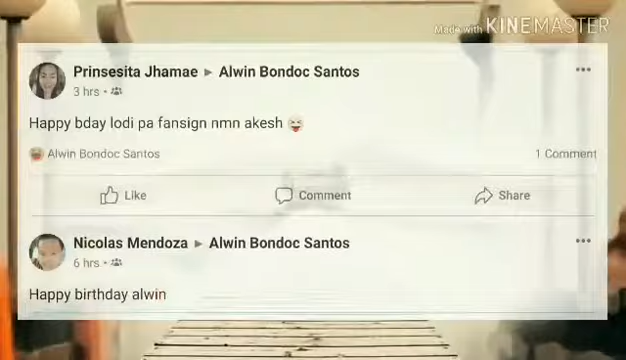 Made with KINEMASTER
Prinsesita Jhamae ▸ Alwin Bondoc Santos
3 hrs •
Happy bday lodi pa fansign nmn akesh 😝
Alwin Bondoc Santos 1 Comment
Like Comment Share
Nicolas Mendoza ▸ Alwin Bondoc Santos
6 hrs •
Happy birthday alwin